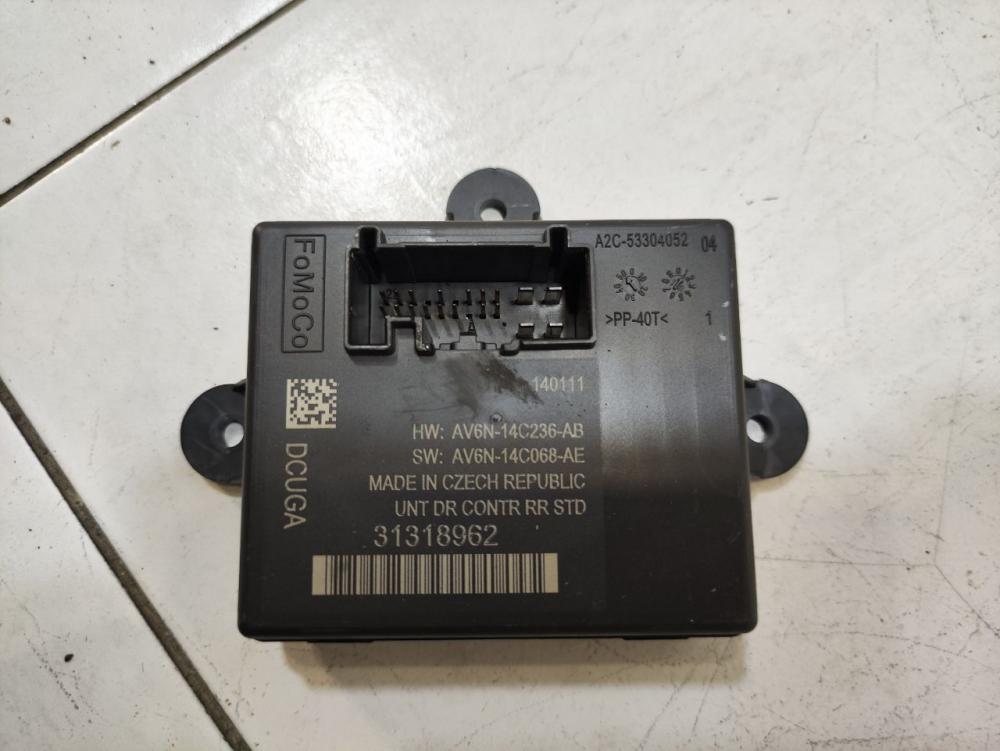 FoMoCo
A2C-53304052 04
>PP-40T< 1
140111
HW: AV6N-14C236-AB
SW: AV6N-14C068-AE
MADE IN CZECH REPUBLIC
UNT DR CONTR RR STD
31318962
DCUGA